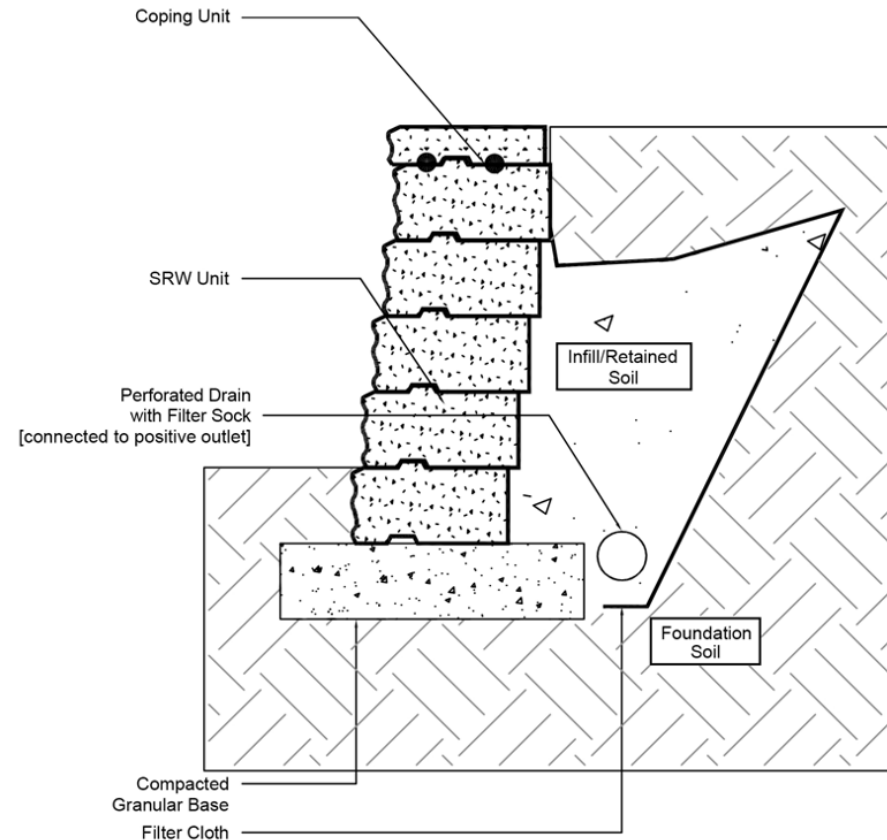 Coping Unit
SRW Unit
Infill/Retained
Soil
Perforated Drain
with Filter Sock
[connected to positive outlet]
Foundation
Soil
Compacted
Granular Base
Filter Cloth